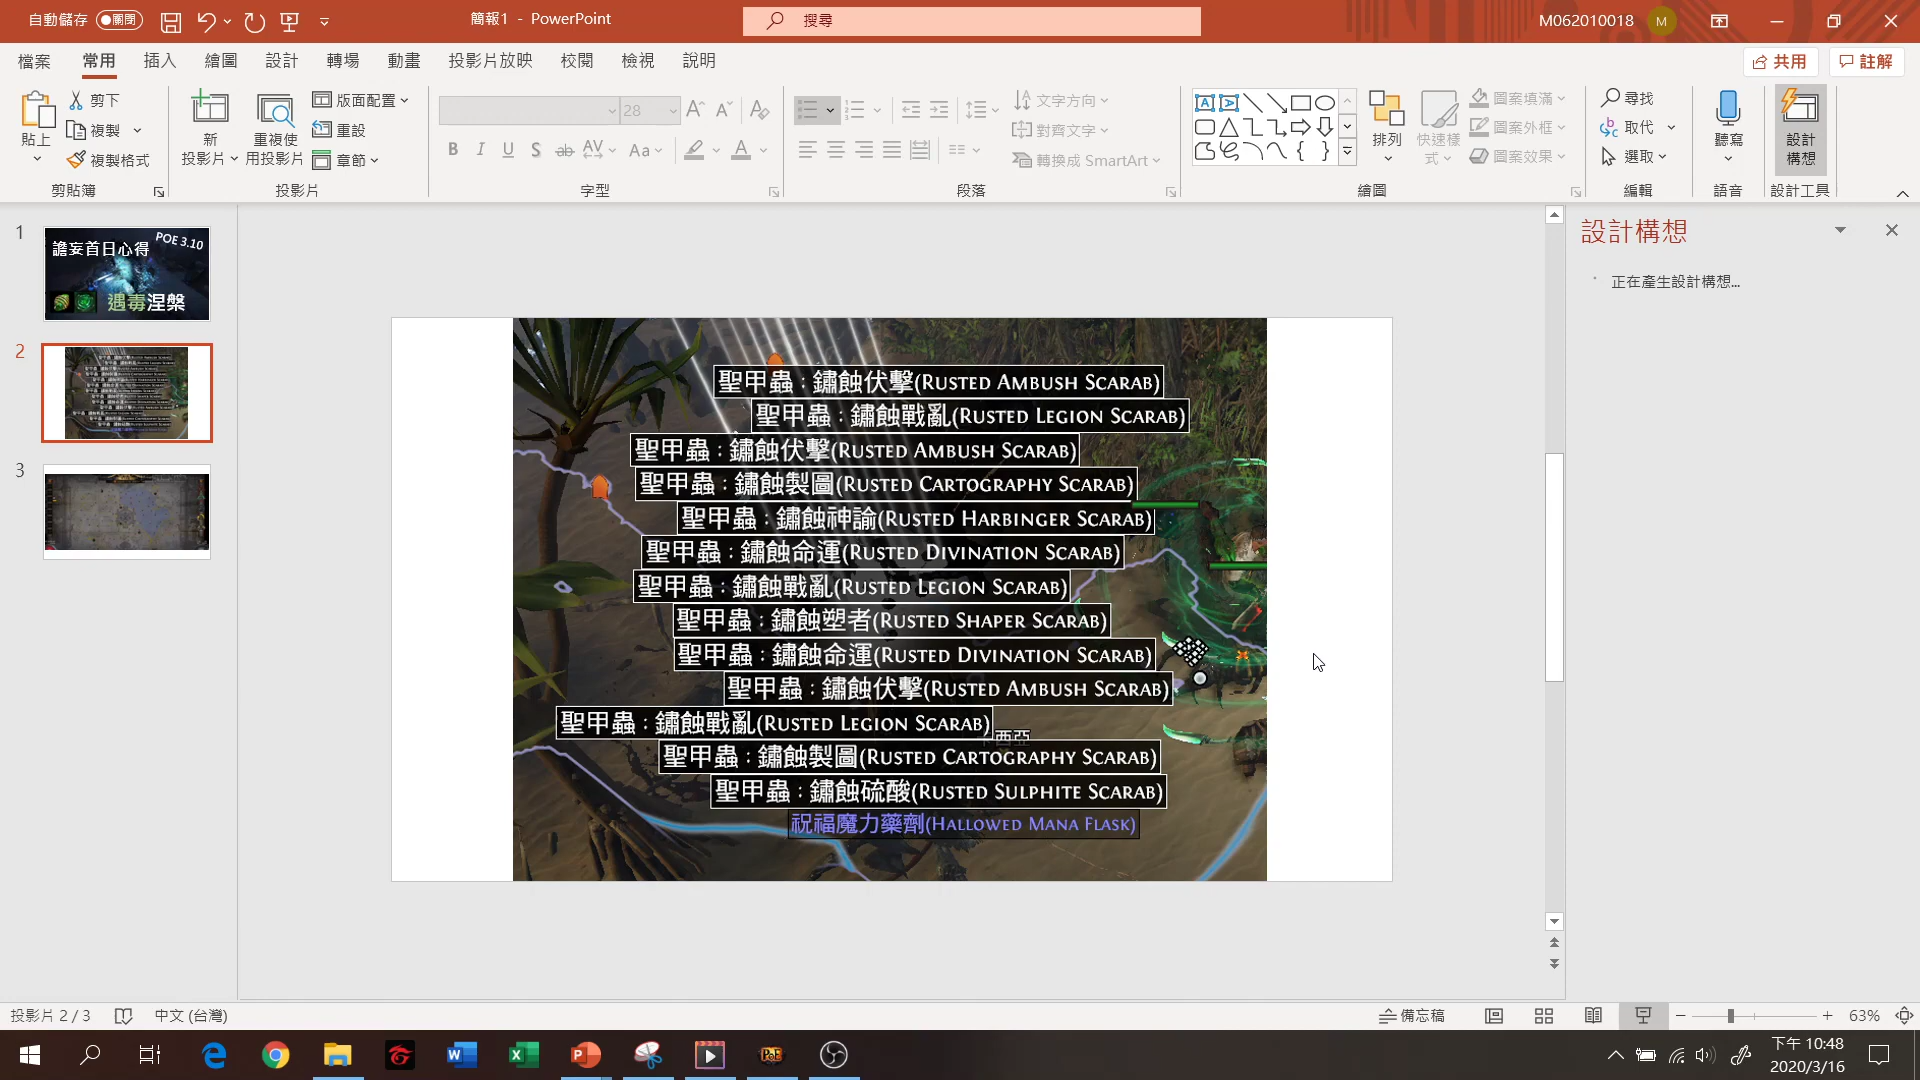 自動儲存 關閉
簡報1 - PowerPoint
搜尋
M062010018
M
檔案 常用 插入 繪圖 設計 轉場 動畫 投影片放映 校閱 檢視 說明
共用
註解
貼上
剪下
複製
複製格式
剪貼簿
新
投影片
重複使
用投影片
版面配置
重設
章節
投影片
28
B I U S ab AV Aa A
字型
文字方向
對齊文字
轉換成 SmartArt
段落
排列
快速樣
式
圖案填滿
圖案外框
圖案效果
繪圖
尋找
取代
選取
編輯
聽寫
語音
設計
構想
設計工具
1
譫妄首日心得
POE 3.10
遇毒涅槃
2
3
聖甲蟲：鏽蝕伏擊(Rusted Ambush Scarab)
聖甲蟲：鏽蝕戰亂(Rusted Legion Scarab)
聖甲蟲：鏽蝕伏擊(Rusted Ambush Scarab)
聖甲蟲：鏽蝕製圖(Rusted Cartography Scarab)
聖甲蟲：鏽蝕神諭(Rusted Harbinger Scarab)
聖甲蟲：鏽蝕命運(Rusted Divination Scarab)
聖甲蟲：鏽蝕戰亂(Rusted Legion Scarab)
聖甲蟲：鏽蝕塑者(Rusted Shaper Scarab)
聖甲蟲：鏽蝕命運(Rusted Divination Scarab)
聖甲蟲：鏽蝕伏擊(Rusted Ambush Scarab)
聖甲蟲：鏽蝕戰亂(Rusted Legion Scarab)
聖甲蟲：鏽蝕製圖(Rusted Cartography Scarab)
聖甲蟲：鏽蝕硫酸(Rusted Sulphite Scarab)
祝福魔力藥劑(Hallowed Mana Flask)
設計構想
正在產生設計構想...
投影片 2 / 3
中文 (台灣)
備忘稿
63%
下午 10:48
2020/3/16